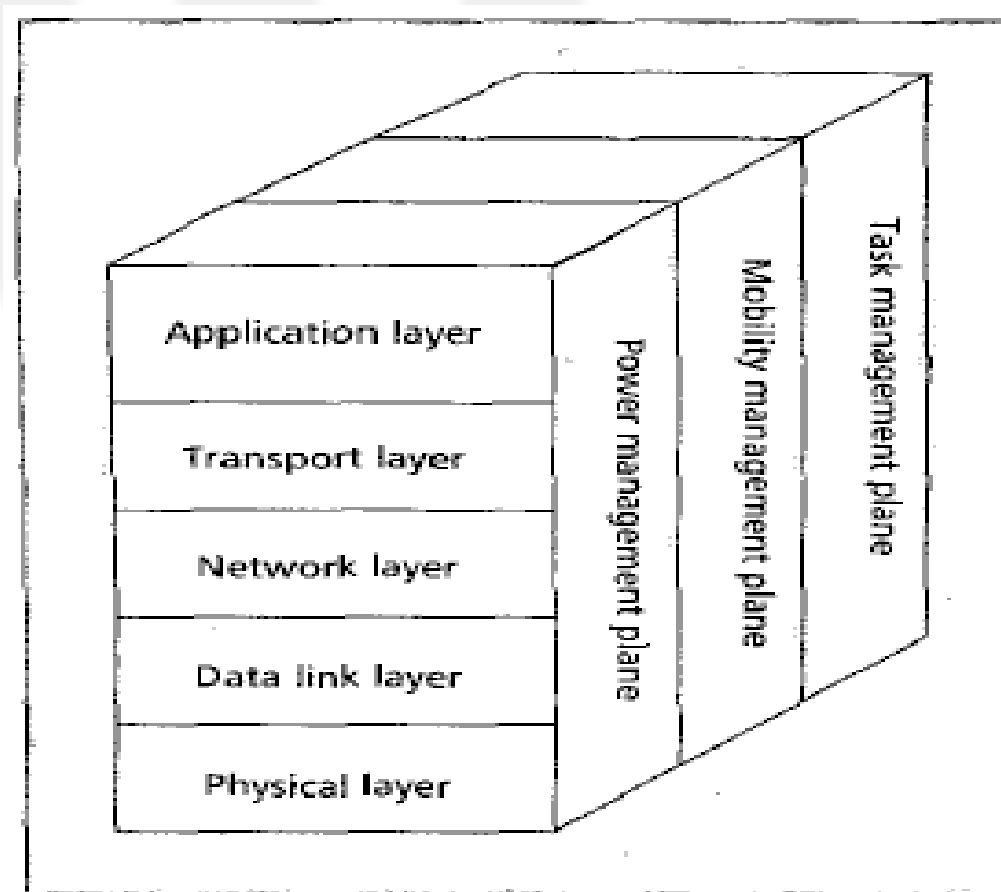 Application layer
Transport layer
Network layer
Data link layer
Physical layer
Power management plane
Mobility management plane
Task management plane